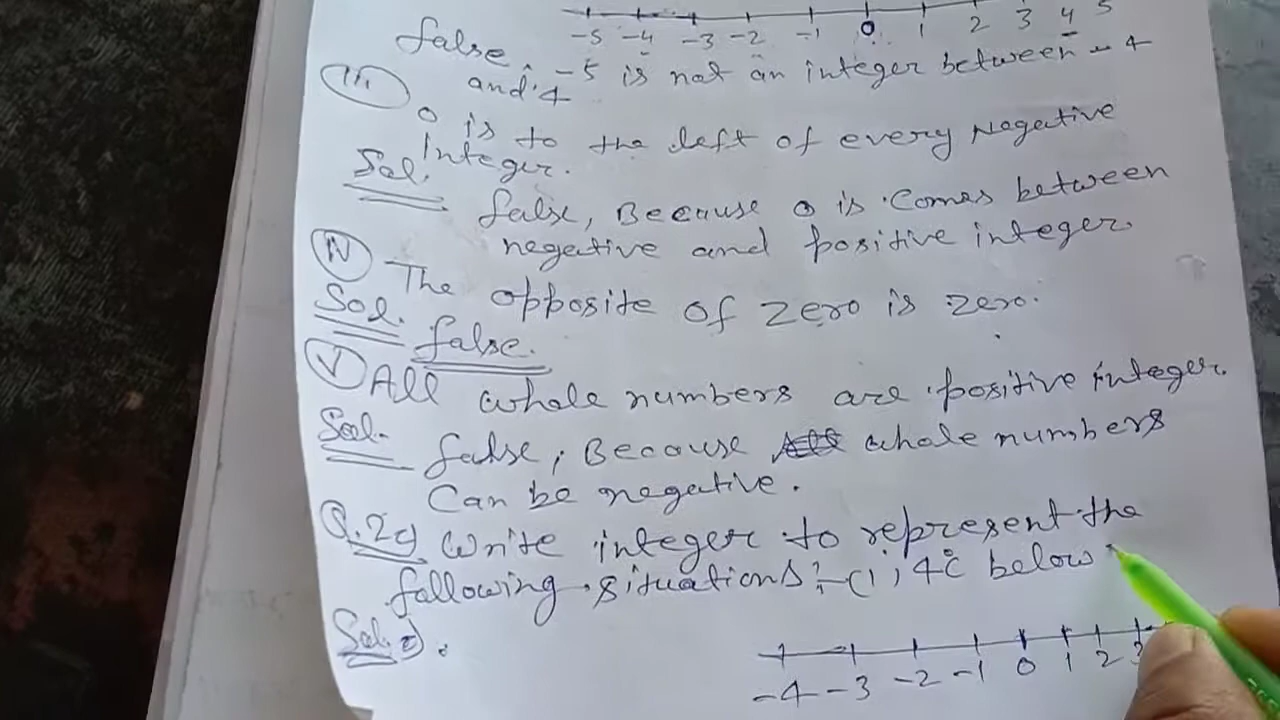 -5 -4 -3 -2 -1 0 1 2 3 4 5
false, -5 is not an integer between -4
and 4
(iii) 0 is to the left of every Negative
integer.
Sol. false, Because 0 is comes between
negative and positive integer.
(iv) The opposite of zero is zero.
Sol. false.
(v) All whole numbers are positive integer.
Sol. false, Because whole numbers
Can be negative.
Q.2) Write integer to represent the
following situations:-(i) 4°C below
Sol.
-4 -3 -2 -1 0 1 2 3